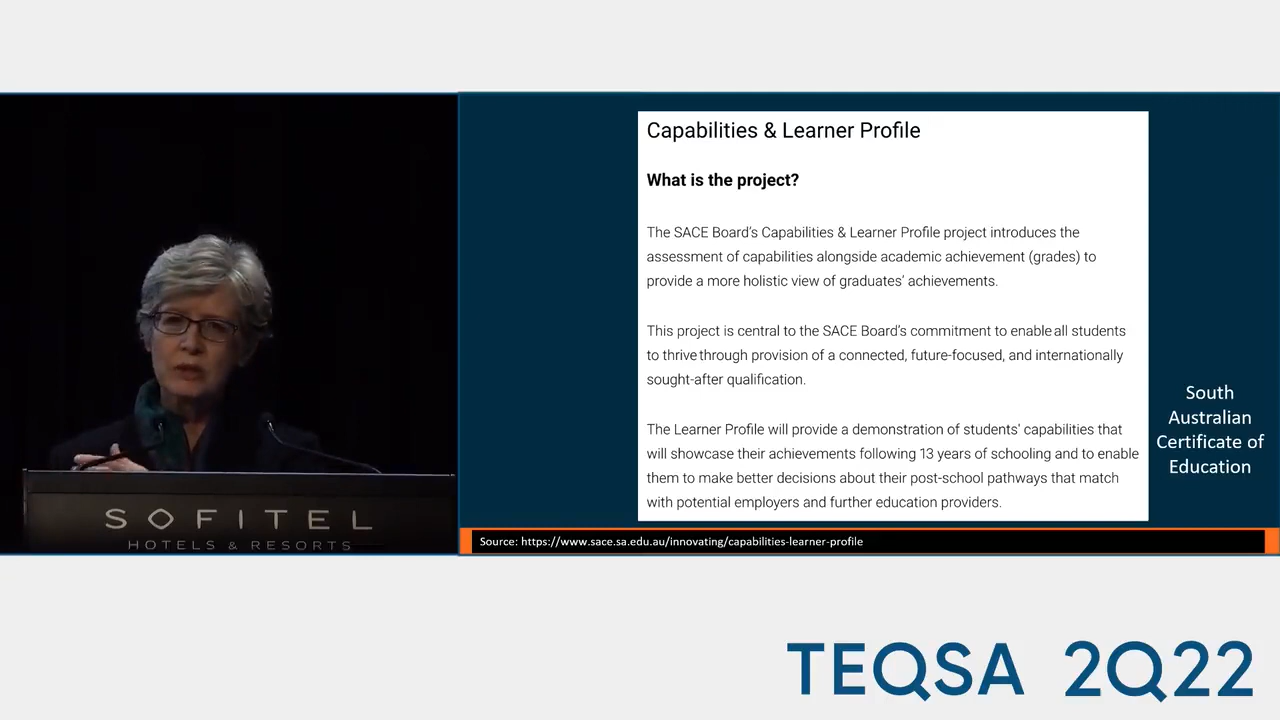 Capabilities & Learner Profile
What is the project?
The SACE Board's Capabilities & Learner Profile project introduces the
assessment of capabilities alongside academic achievement (grades) to
provide a more holistic view of graduates' achievements.
This project is central to the SACE Board's commitment to enable all students
to thrive through provision of a connected, future-focused, and internationally
sought-after qualification.
The Learner Profile will provide a demonstration of students' capabilities that
will showcase their achievements following 13 years of schooling and to enable
them to make better decisions about their post-school pathways that match
with potential employers and further education providers.
South
Australian
Certificate of
Education
Source: https://www.sace.sa.edu.au/innovating/capabilities-learner-profile
SOFITEL
HOTELS & RESORTS
TEQSA 2Q22